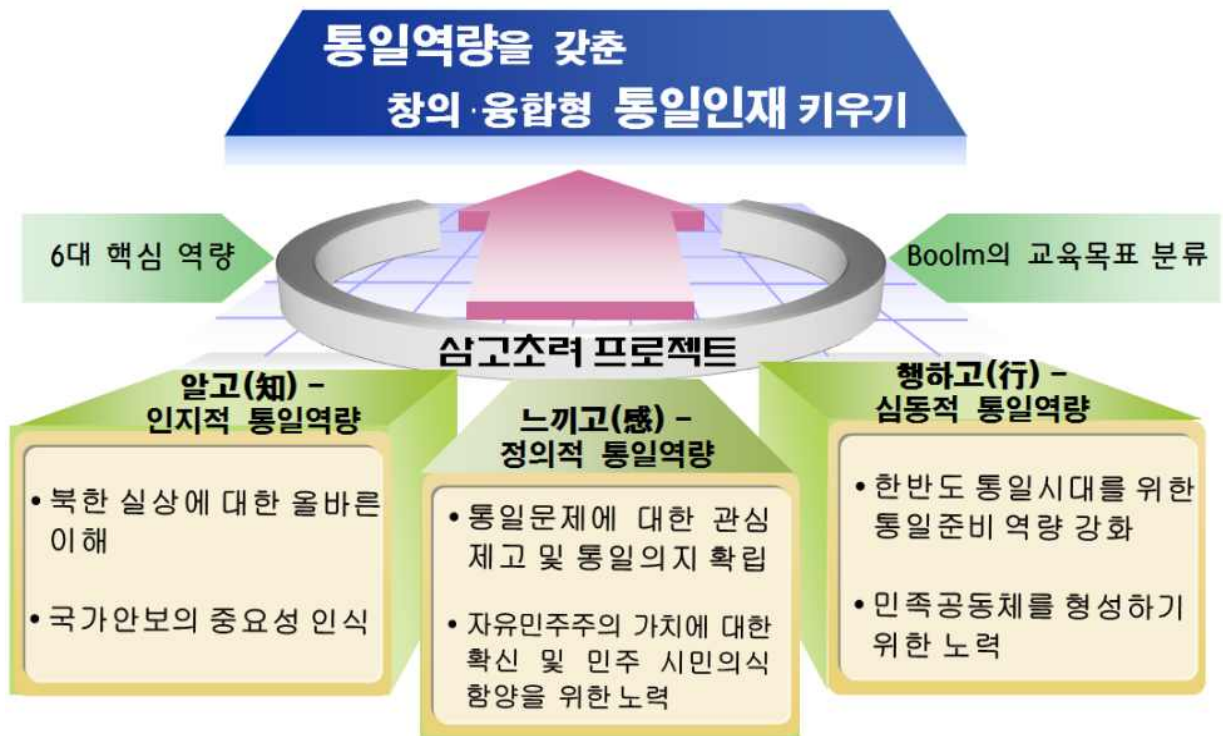 통일역량을 갖춘
창의·융합형 통일인재 키우기
6대 핵심 역량
Boolm의 교육목표 분류
삼고초려 프로젝트
알고(知) –
인지적 통일역량
• 북한 실상에 대한 올바른
이해
• 국가안보의 중요성 인식
느끼고(感) –
정의적 통일역량
• 통일문제에 대한 관심
제고 및 통일의지 확립
• 자유민주주의 가치에 대한
확신 및 민주 시민의식
함양을 위한 노력
행하고(行) –
심동적 통일역량
• 한반도 통일시대를 위한
통일준비 역량 강화
• 민족공동체를 형성하기
위한 노력